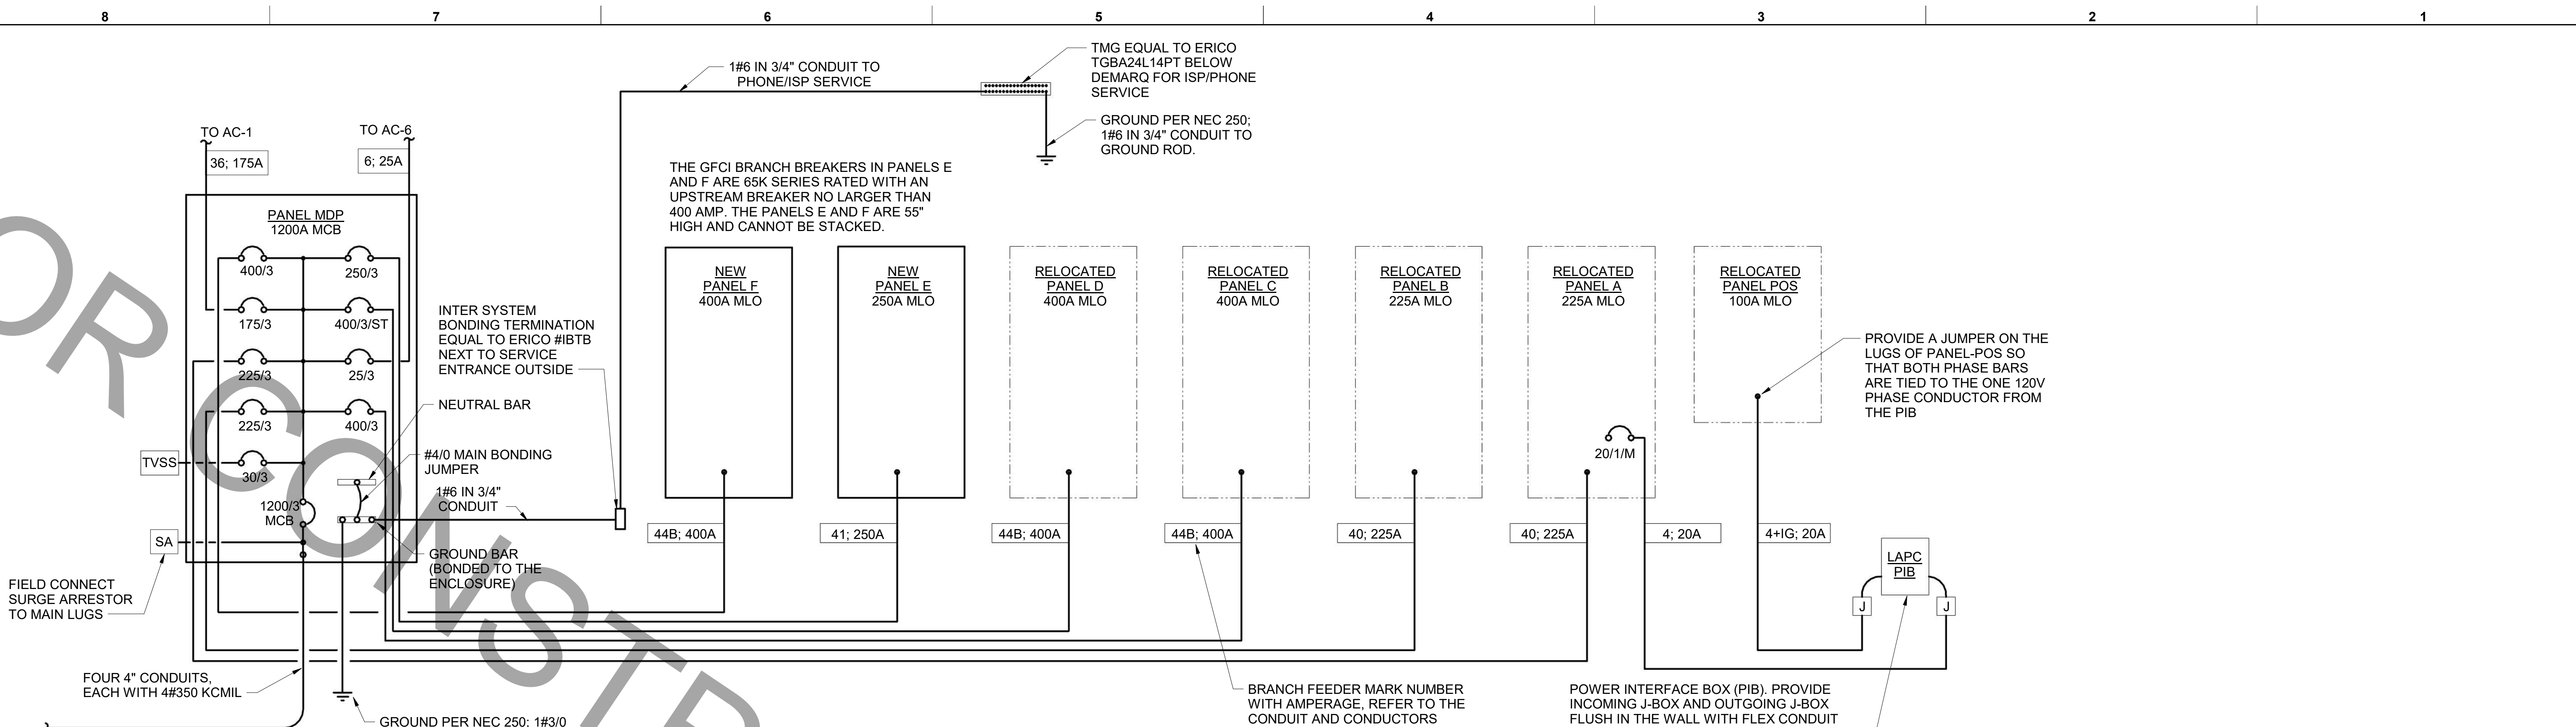 8
7
6
5
4
3
2
1
1#6 IN 3/4" CONDUIT TO
PHONE/ISP SERVICE
TMG EQUAL TO ERICO
TGBA24L14PT BELOW
DEMARQ FOR ISP/PHONE
SERVICE
GROUND PER NEC 250;
1#6 IN 3/4" CONDUIT TO
GROUND ROD.
TO AC-1
36; 175A
TO AC-6
6; 25A
THE GFCI BRANCH BREAKERS IN PANELS E
AND F ARE 65K SERIES RATED WITH AN
UPSTREAM BREAKER NO LARGER THAN
400 AMP. THE PANELS E AND F ARE 55"
HIGH AND CANNOT BE STACKED.
PANEL MDP
1200A MCB
400/3
250/3
175/3
400/3/ST
225/3
25/3
225/3
400/3
30/3
1200/3
MCB
TVSS
SA
FIELD CONNECT
SURGE ARRESTOR
TO MAIN LUGS
INTER SYSTEM
BONDING TERMINATION
EQUAL TO ERICO #IBTB
NEXT TO SERVICE
ENTRANCE OUTSIDE
NEUTRAL BAR
#4/0 MAIN BONDING
JUMPER
1#6 IN 3/4"
CONDUIT
GROUND BAR
(BONDED TO THE
ENCLOSURE)
FOUR 4" CONDUITS,
EACH WITH 4#350 KCMIL
GROUND PER NEC 250; 1#3/0
NEW
PANEL F
400A MLO
NEW
PANEL E
250A MLO
RELOCATED
PANEL D
400A MLO
RELOCATED
PANEL C
400A MLO
RELOCATED
PANEL B
225A MLO
RELOCATED
PANEL A
225A MLO
RELOCATED
PANEL POS
100A MLO
20/1/M
PROVIDE A JUMPER ON THE
LUGS OF PANEL-POS SO
THAT BOTH PHASE BARS
ARE TIED TO THE ONE 120V
PHASE CONDUCTOR FROM
THE PIB
44B; 400A
41; 250A
44B; 400A
44B; 400A
40; 225A
40; 225A
4; 20A
4+IG; 20A
LAPC
PIB
J
J
BRANCH FEEDER MARK NUMBER
WITH AMPERAGE, REFER TO THE
CONDUIT AND CONDUCTORS
POWER INTERFACE BOX (PIB). PROVIDE
INCOMING J-BOX AND OUTGOING J-BOX
FLUSH IN THE WALL WITH FLEX CONDUIT
OR CONSTR